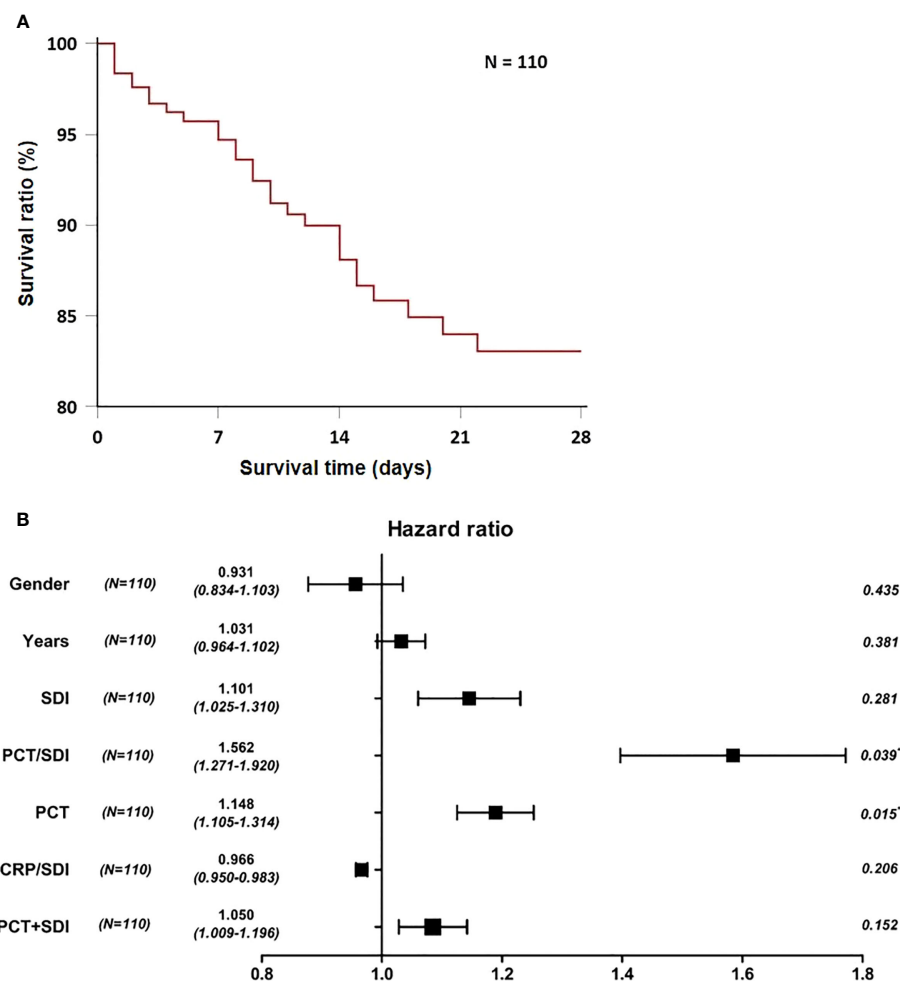 A
100
95
90
85
80
Survival ratio (%)
N = 110
0 7 14 21 28
Survival time (days)
B
Hazard ratio
Gender (N=110) 0.931 (0.834-1.103) 0.435
Years (N=110) 1.031 (0.964-1.102) 0.381
SDI (N=110) 1.101 (1.025-1.310) 0.281
PCT/SDI (N=110) 1.562 (1.271-1.920) 0.039*
PCT (N=110) 1.148 (1.105-1.314) 0.015*
CRP/SDI (N=110) 0.966 (0.950-0.983) 0.206
PCT+SDI (N=110) 1.050 (1.009-1.196) 0.152
0.8 1.0 1.2 1.4 1.6 1.8